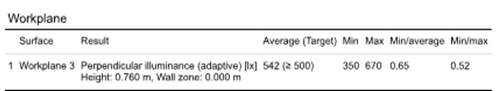 Workplane
Surface Result Average (Target) Min Max Min/average Min/max
1 Workplane 3 Perpendicular illuminance (adaptive) [lx] 542 (≥ 500) 350 670 0.65 0.52
Height: 0.760 m, Wall zone: 0.000 m